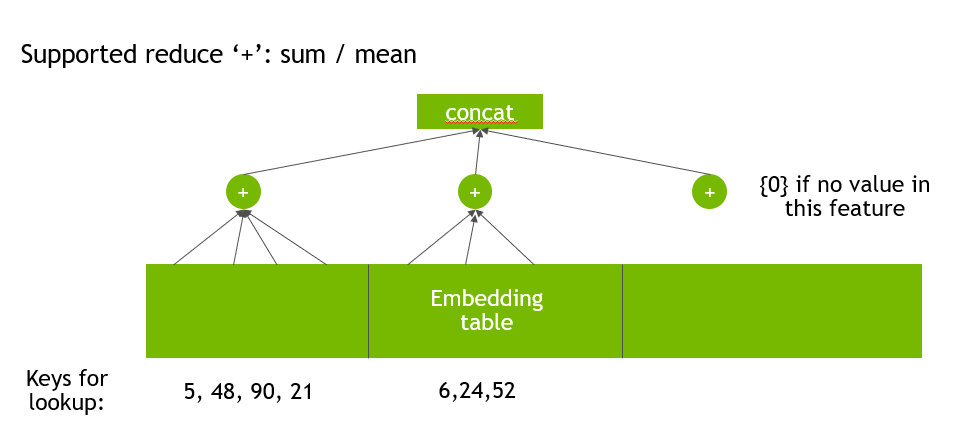 Supported reduce ‘+’: sum / mean
concat
+
+
+
{0} if no value in
this feature
Embedding
table
Keys for
lookup:
5, 48, 90, 21
6,24,52